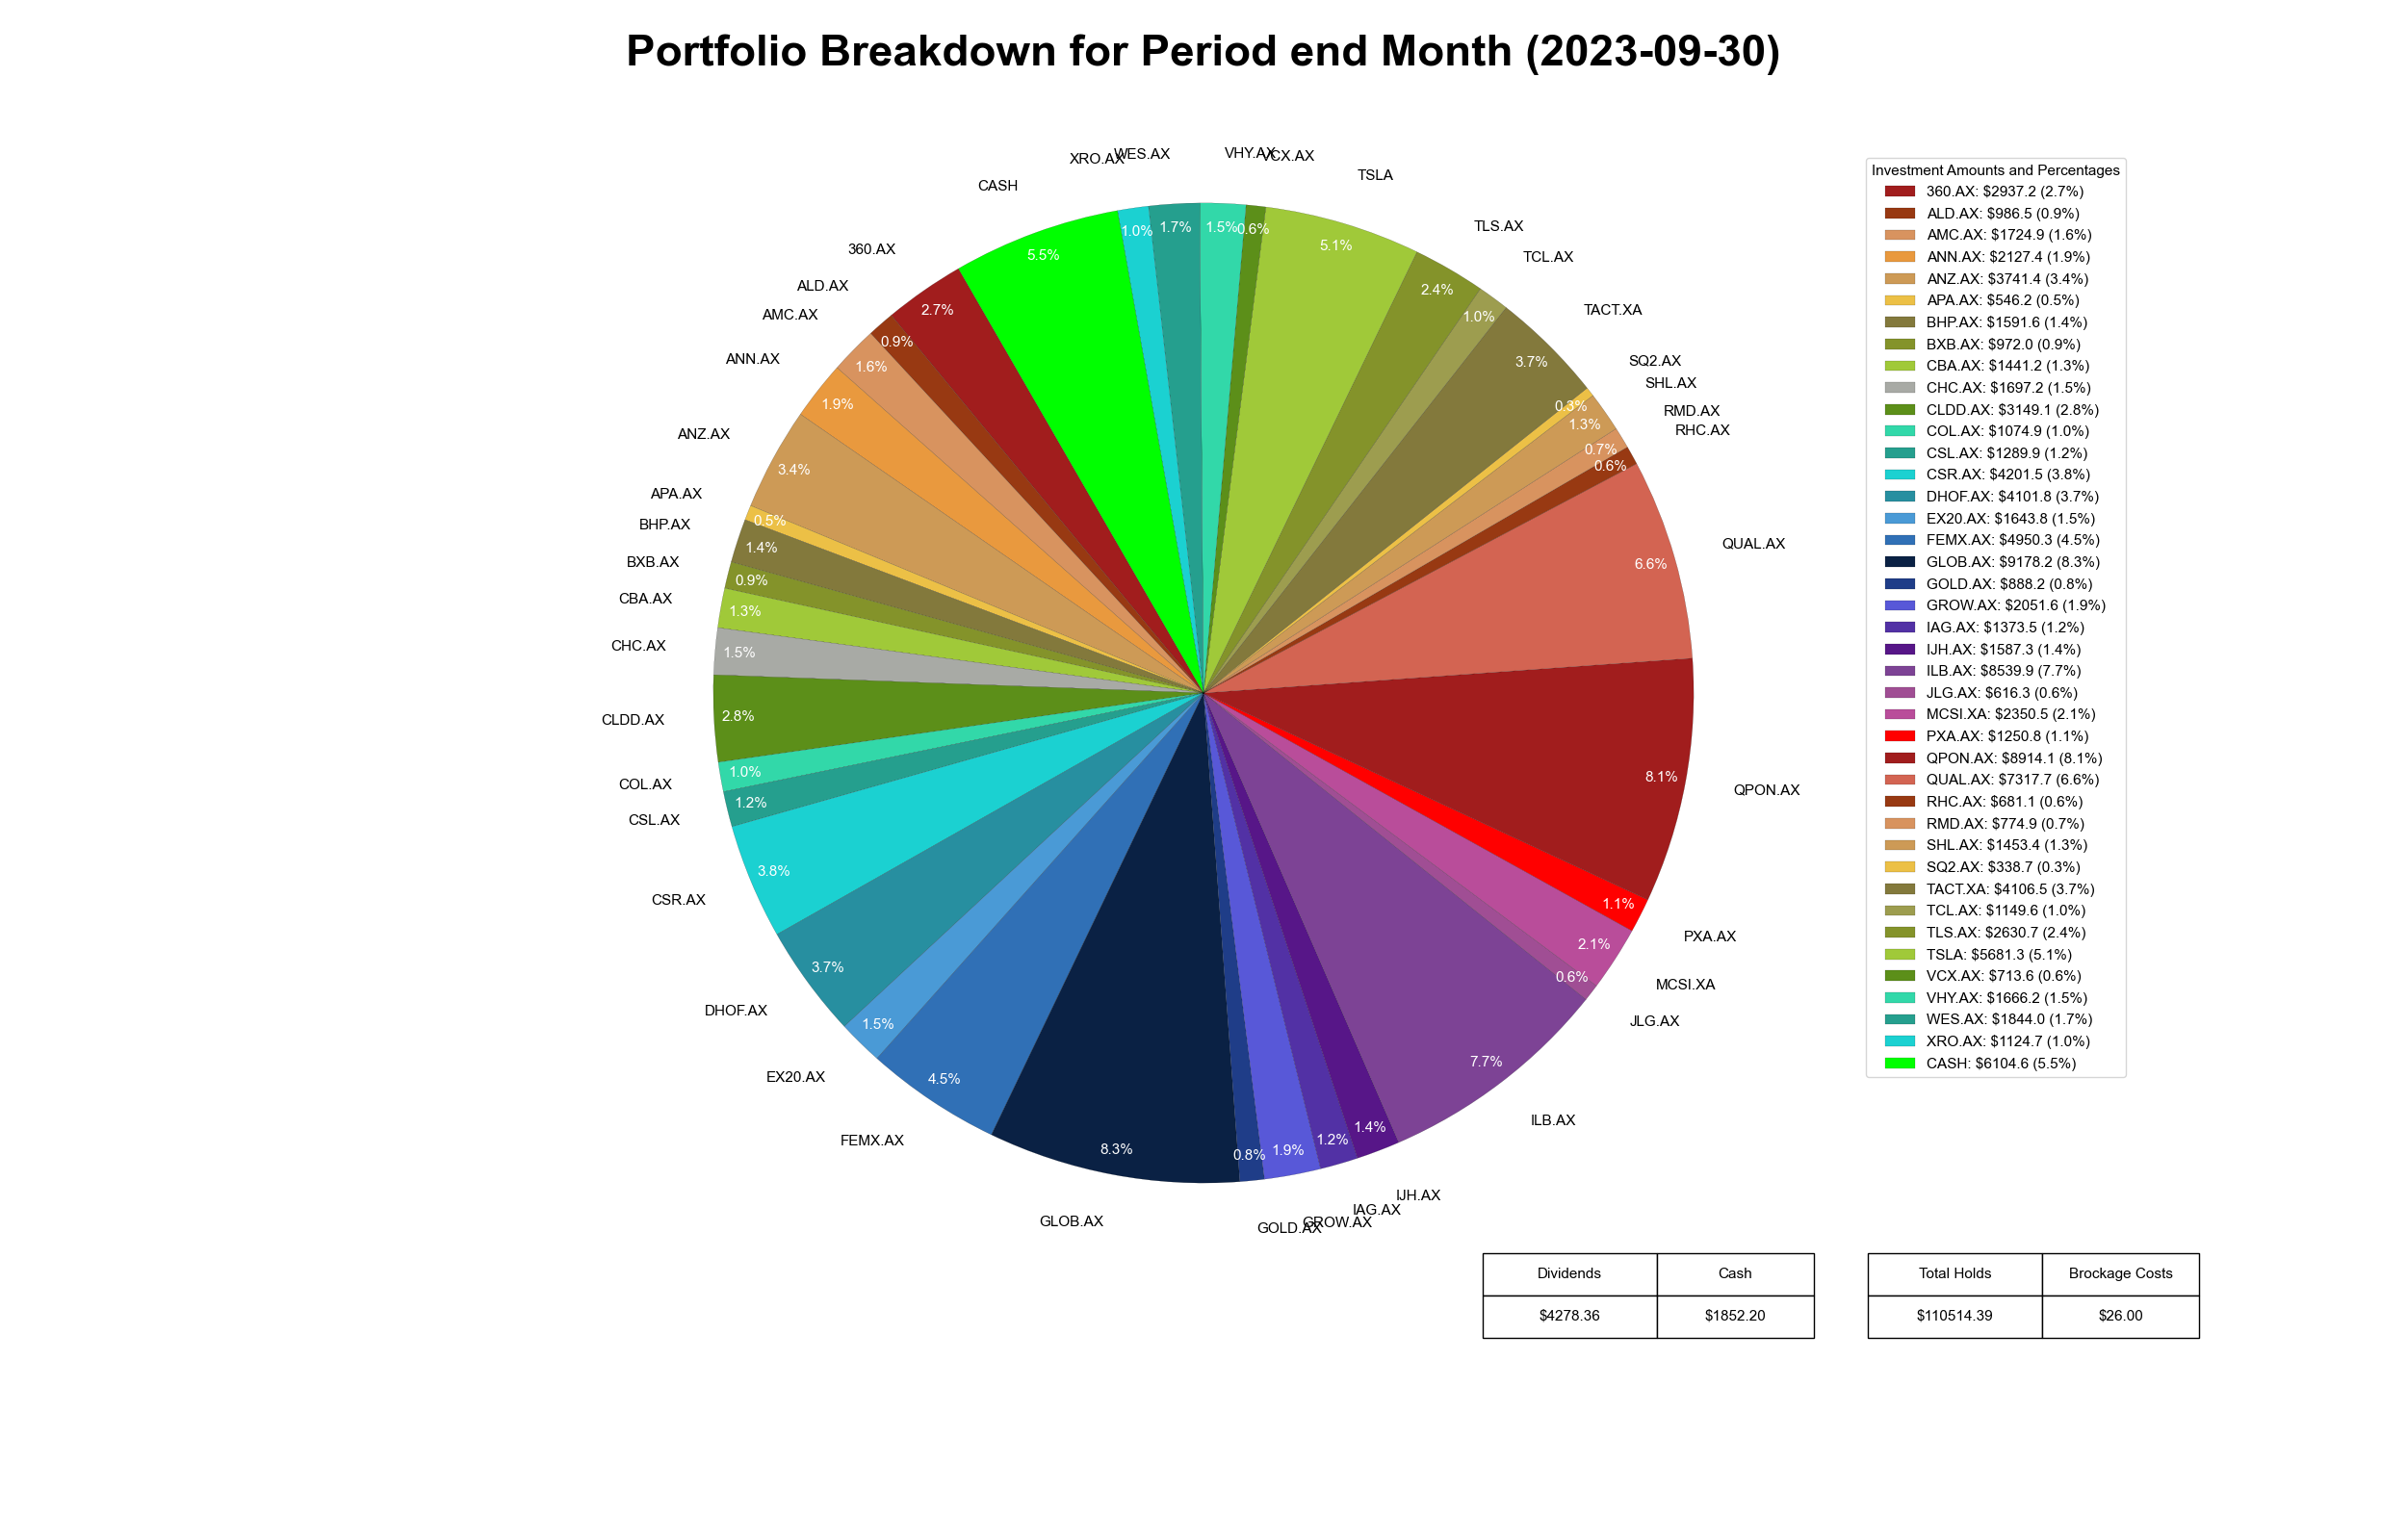 Portfolio Breakdown for Period end Month (2023-09-30)
360.AX
ALD.AX
AMC.AX
ANN.AX
ANZ.AX
APA.AX
BHP.AX
BXB.AX
CBA.AX
CHC.AX
CLDD.AX
COL.AX
CSL.AX
CSR.AX
DHOF.AX
EX20.AX
FEMX.AX
GLOB.AX
GOLD.AX
GROW.AX
IAG.AX
IJH.AX
ILB.AX
JLG.AX
MCSI.XA
PXA.AX
QPON.AX
QUAL.AX
RHC.AX
RMD.AX
SHL.AX
SQ2.AX
TACT.XA
TCL.AX
TLS.AX
TSLA
VCX.AX
VHY.AX
WES.AX
XRO.AX
CASH
2.7%
0.9%
1.6%
1.9%
3.4%
0.5%
1.4%
0.9%
1.3%
1.5%
2.8%
1.0%
1.2%
3.8%
3.7%
1.5%
4.5%
8.3%
0.8%
1.9%
1.2%
1.4%
7.7%
0.6%
2.1%
1.1%
8.1%
6.6%
0.6%
0.7%
1.3%
0.3%
3.7%
1.0%
2.4%
5.1%
0.6%
1.5%
1.7%
1.0%
5.5%
Investment Amounts and Percentages
360.AX: $2937.2 (2.7%)
ALD.AX: $986.5 (0.9%)
AMC.AX: $1724.9 (1.6%)
ANN.AX: $2127.4 (1.9%)
ANZ.AX: $3741.4 (3.4%)
APA.AX: $546.2 (0.5%)
BHP.AX: $1591.6 (1.4%)
BXB.AX: $972.0 (0.9%)
CBA.AX: $1441.2 (1.3%)
CHC.AX: $1697.2 (1.5%)
CLDD.AX: $3149.1 (2.8%)
COL.AX: $1074.9 (1.0%)
CSL.AX: $1289.9 (1.2%)
CSR.AX: $4201.5 (3.8%)
DHOF.AX: $4101.8 (3.7%)
EX20.AX: $1643.8 (1.5%)
FEMX.AX: $4950.3 (4.5%)
GLOB.AX: $9178.2 (8.3%)
GOLD.AX: $888.2 (0.8%)
GROW.AX: $2051.6 (1.9%)
IAG.AX: $1373.5 (1.2%)
IJH.AX: $1587.3 (1.4%)
ILB.AX: $8539.9 (7.7%)
JLG.AX: $616.3 (0.6%)
MCSI.XA: $2350.5 (2.1%)
PXA.AX: $1250.8 (1.1%)
QPON.AX: $8914.1 (8.1%)
QUAL.AX: $7317.7 (6.6%)
RHC.AX: $681.1 (0.6%)
RMD.AX: $774.9 (0.7%)
SHL.AX: $1453.4 (1.3%)
SQ2.AX: $338.7 (0.3%)
TACT.XA: $4106.5 (3.7%)
TCL.AX: $1149.6 (1.0%)
TLS.AX: $2630.7 (2.4%)
TSLA: $5681.3 (5.1%)
VCX.AX: $713.6 (0.6%)
VHY.AX: $1666.2 (1.5%)
WES.AX: $1844.0 (1.7%)
XRO.AX: $1124.7 (1.0%)
CASH: $6104.6 (5.5%)
Dividends Cash
$4278.36 $1852.20
Total Holds Brockage Costs
$110514.39 $26.00